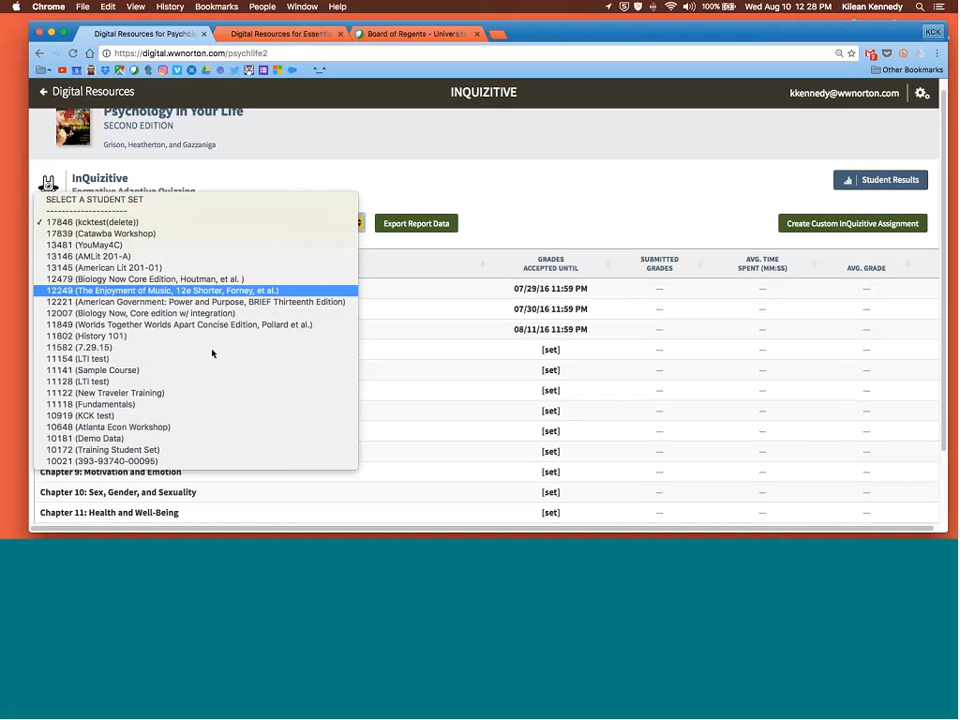 Chrome File Edit View History Bookmarks People Window Help 100% Wed Aug 10 12:28 PM Kilean Kennedy
Digital Resources for Psychol × Digital Resources for Essentia × Board of Regents - University × KCK
https://digital.wwnorton.com/psychlife2
Other Bookmarks
Digital Resources INQUIZITIVE kkennedy@wwnorton.com
Psychology in Your Life
SECOND EDITION
Grison, Heatherton, and Gazzaniga
InQuizitive
Formative Adaptive Quizzing
Student Results
SELECT A STUDENT SET
---------------------
✓ 17846 (kcktest(delete))
Export Report Data
Create Custom InQuizitive Assignment
17839 (Catawba Workshop)
13481 (YouMay4C)
13146 (AMLit 201-A)
13145 (American Lit 201-01)
12479 (Biology Now Core Edition, Houtman, et al. )
12249 (The Enjoyment of Music, 12e Shorter, Forney, et al.)
12221 (American Government: Power and Purpose, BRIEF Thirteenth Edition)
12007 (Biology Now, Core edition w/ integration)
11849 (Worlds Together Worlds Apart Concise Edition, Pollard et al.)
11802 (History 101)
11582 (7.29.15)
11154 (LTI test)
11141 (Sample Course)
11128 (LTI test)
11122 (New Traveler Training)
11118 (Fundamentals)
10919 (KCK test)
10648 (Atlanta Econ Workshop)
10181 (Demo Data)
10172 (Training Student Set)
10021 (393-93740-00095)
GRADES ACCEPTED UNTIL SUBMITTED GRADES AVG. TIME SPENT (MM:SS) AVG. GRADE
07/29/16 11:59 PM — — —
07/30/16 11:59 PM — — —
08/11/16 11:59 PM — — —
[set] — — —
[set] — — —
[set] — — —
[set] — — —
[set] — — —
[set] — — —
Chapter 9: Motivation and Emotion [set] — — —
Chapter 10: Sex, Gender, and Sexuality [set] — — —
Chapter 11: Health and Well-Being [set] — — —